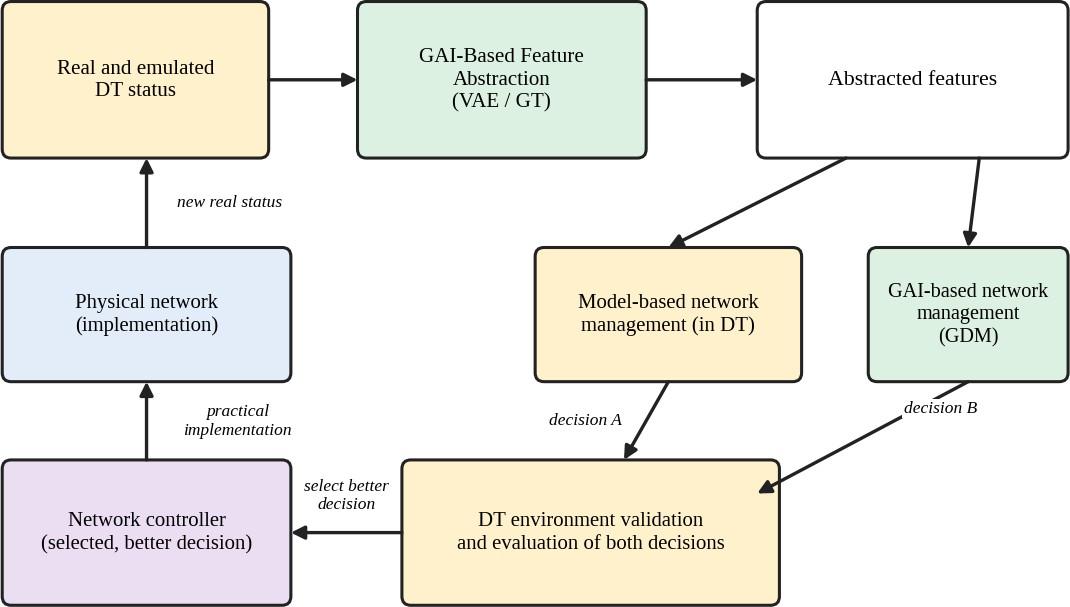 Real and emulated
DT status
GAI-Based Feature
Abstraction
(VAE / GT)
Abstracted features
new real status
Physical network
(implementation)
Model-based network
management (in DT)
GAI-based network
management
(GDM)
practical
implementation
decision A
decision B
select better
decision
Network controller
(selected, better decision)
DT environment validation
and evaluation of both decisions